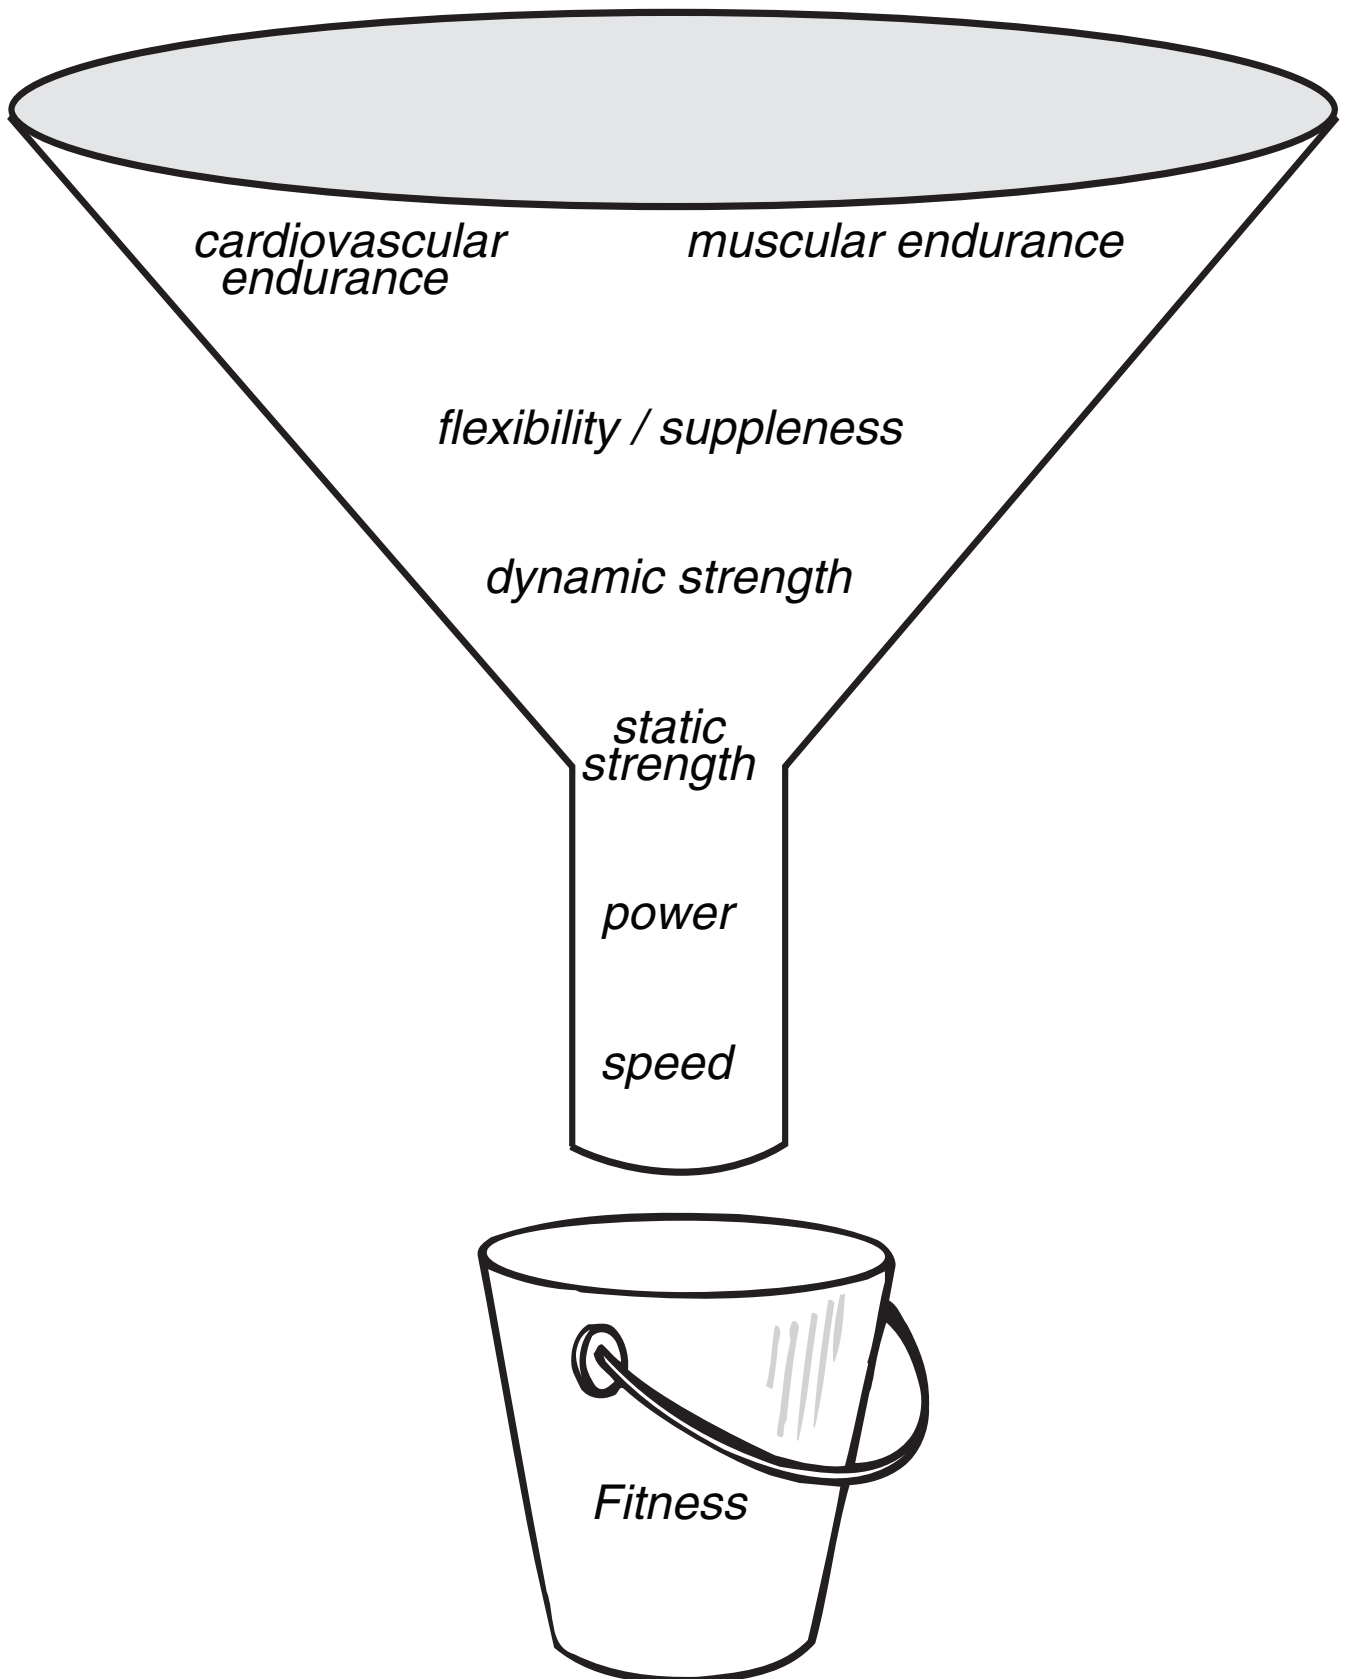 cardiovascular
endurance
muscular endurance
flexibility / suppleness
dynamic strength
static
strength
power
speed
Fitness